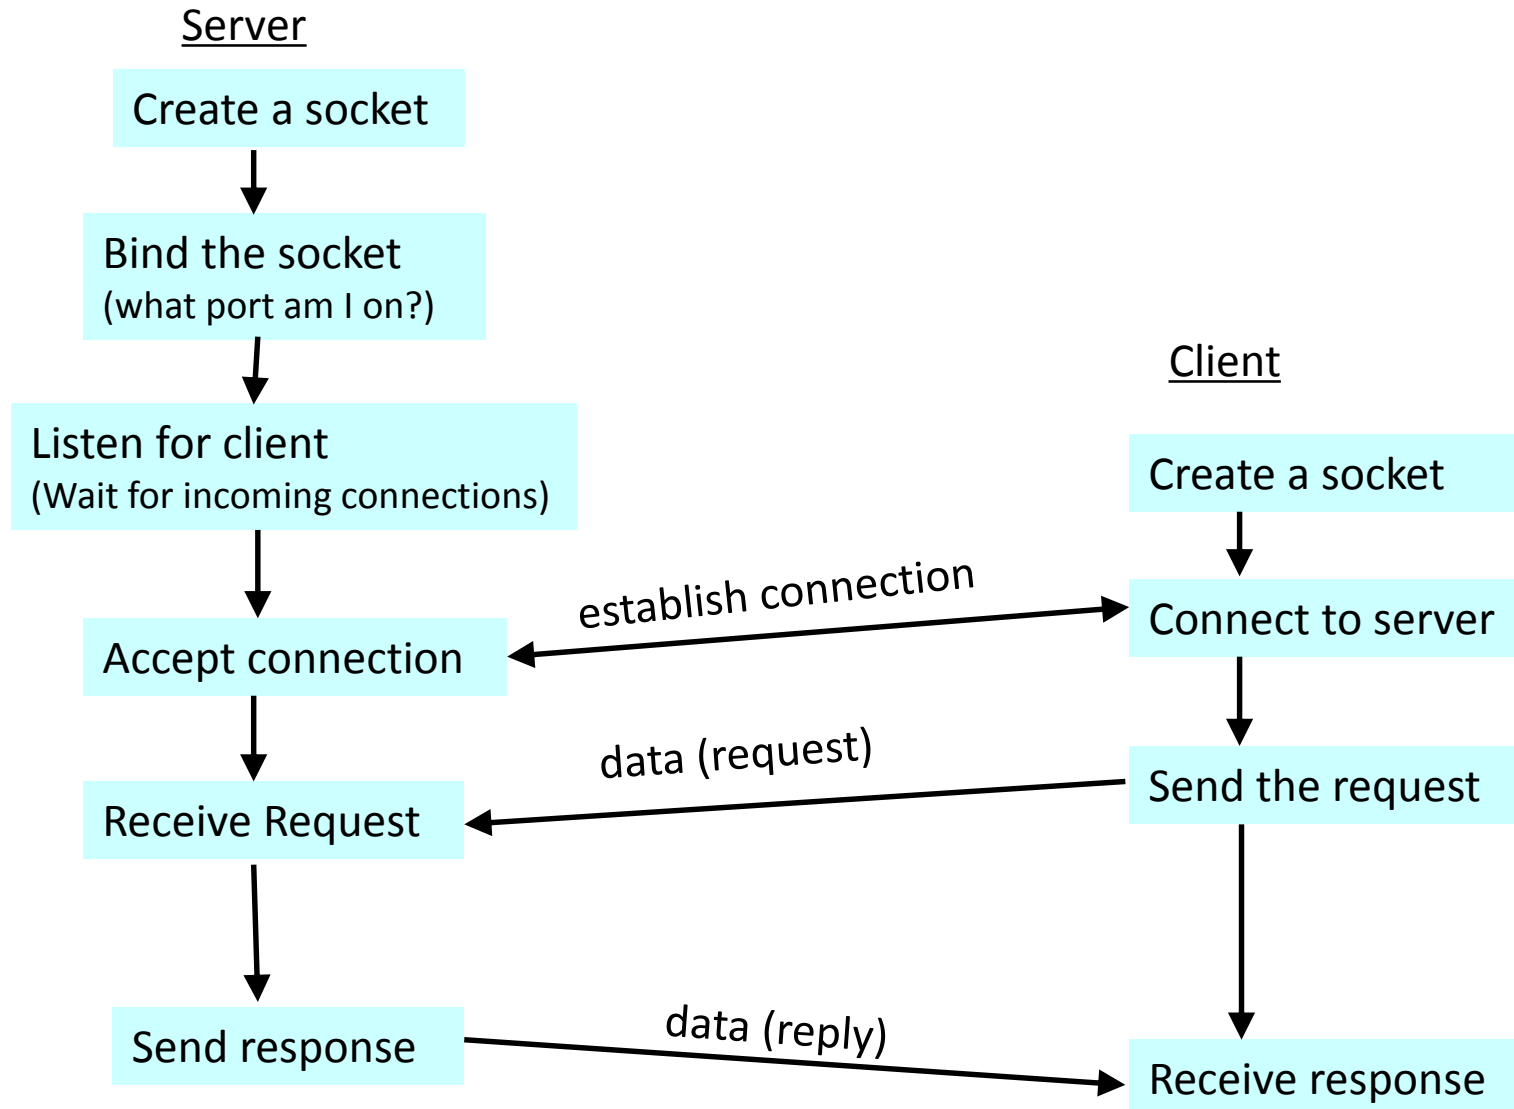 Server
Create a socket
Bind the socket
(what port am I on?)
Listen for client
(Wait for incoming connections)
Accept connection
Receive Request
Send response
establish connection
data (request)
data (reply)
Client
Create a socket
Connect to server
Send the request
Receive response